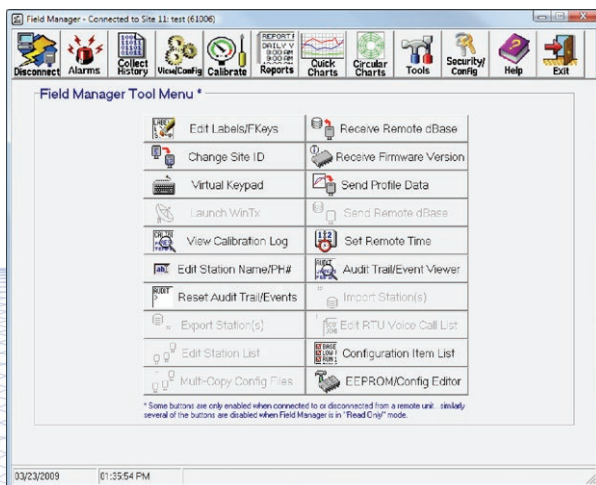 Field Manager - Connected to Site 11: test (61006)
Disconnect Alarms Collect History View/Config Calibrate Reports Quick Charts Circular Charts Tools Security/Config Help Exit
Field Manager Tool Menu *
Edit Labels/FKeys
Receive Remote dBase
Change Site ID
Receive Firmware Version
Virtual Keypad
Send Profile Data
Launch WinTx
Send Remote dBase
View Calibration Log
Set Remote Time
Edit Station Name/PH#
Audit Trail/Event Viewer
Reset Audit Trail/Events
Import Station(s)
Export Station(s)
Edit RTU Voice Call List
Edit Station List
Configuration Item List
Multi-Copy Config Files
EEPROM/Config Editor
* Some buttons are only enabled when connected to or disconnected from a remote unit... similarly
several of the buttons are disabled when Field Manager is in "Read Only" mode.
03/23/2009 01:35:54 PM